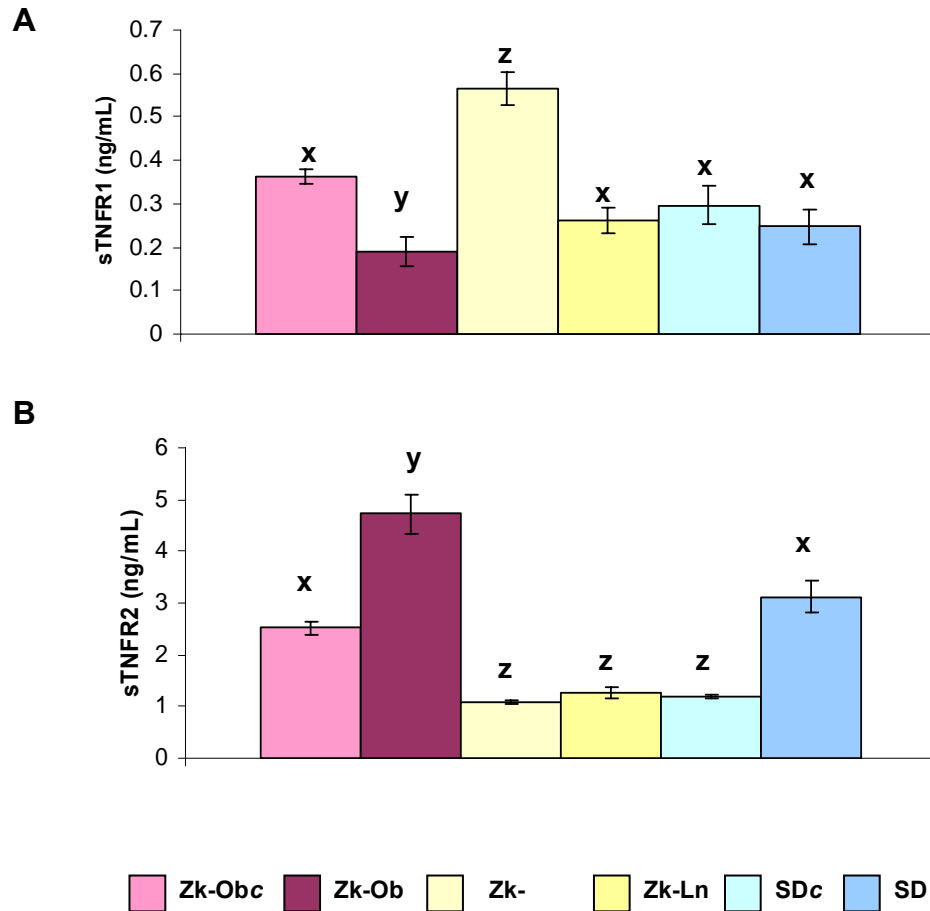 A
sTNFR1 (ng/mL)
0.7
0.6
0.5
0.4
0.3
0.2
0.1
0
x
y
z
x
x
x
B
sTNFR2 (ng/mL)
6
5
4
3
2
1
0
x
y
z
z
z
x
Zk-Obc Zk-Ob Zk- Zk-Ln SDc SD